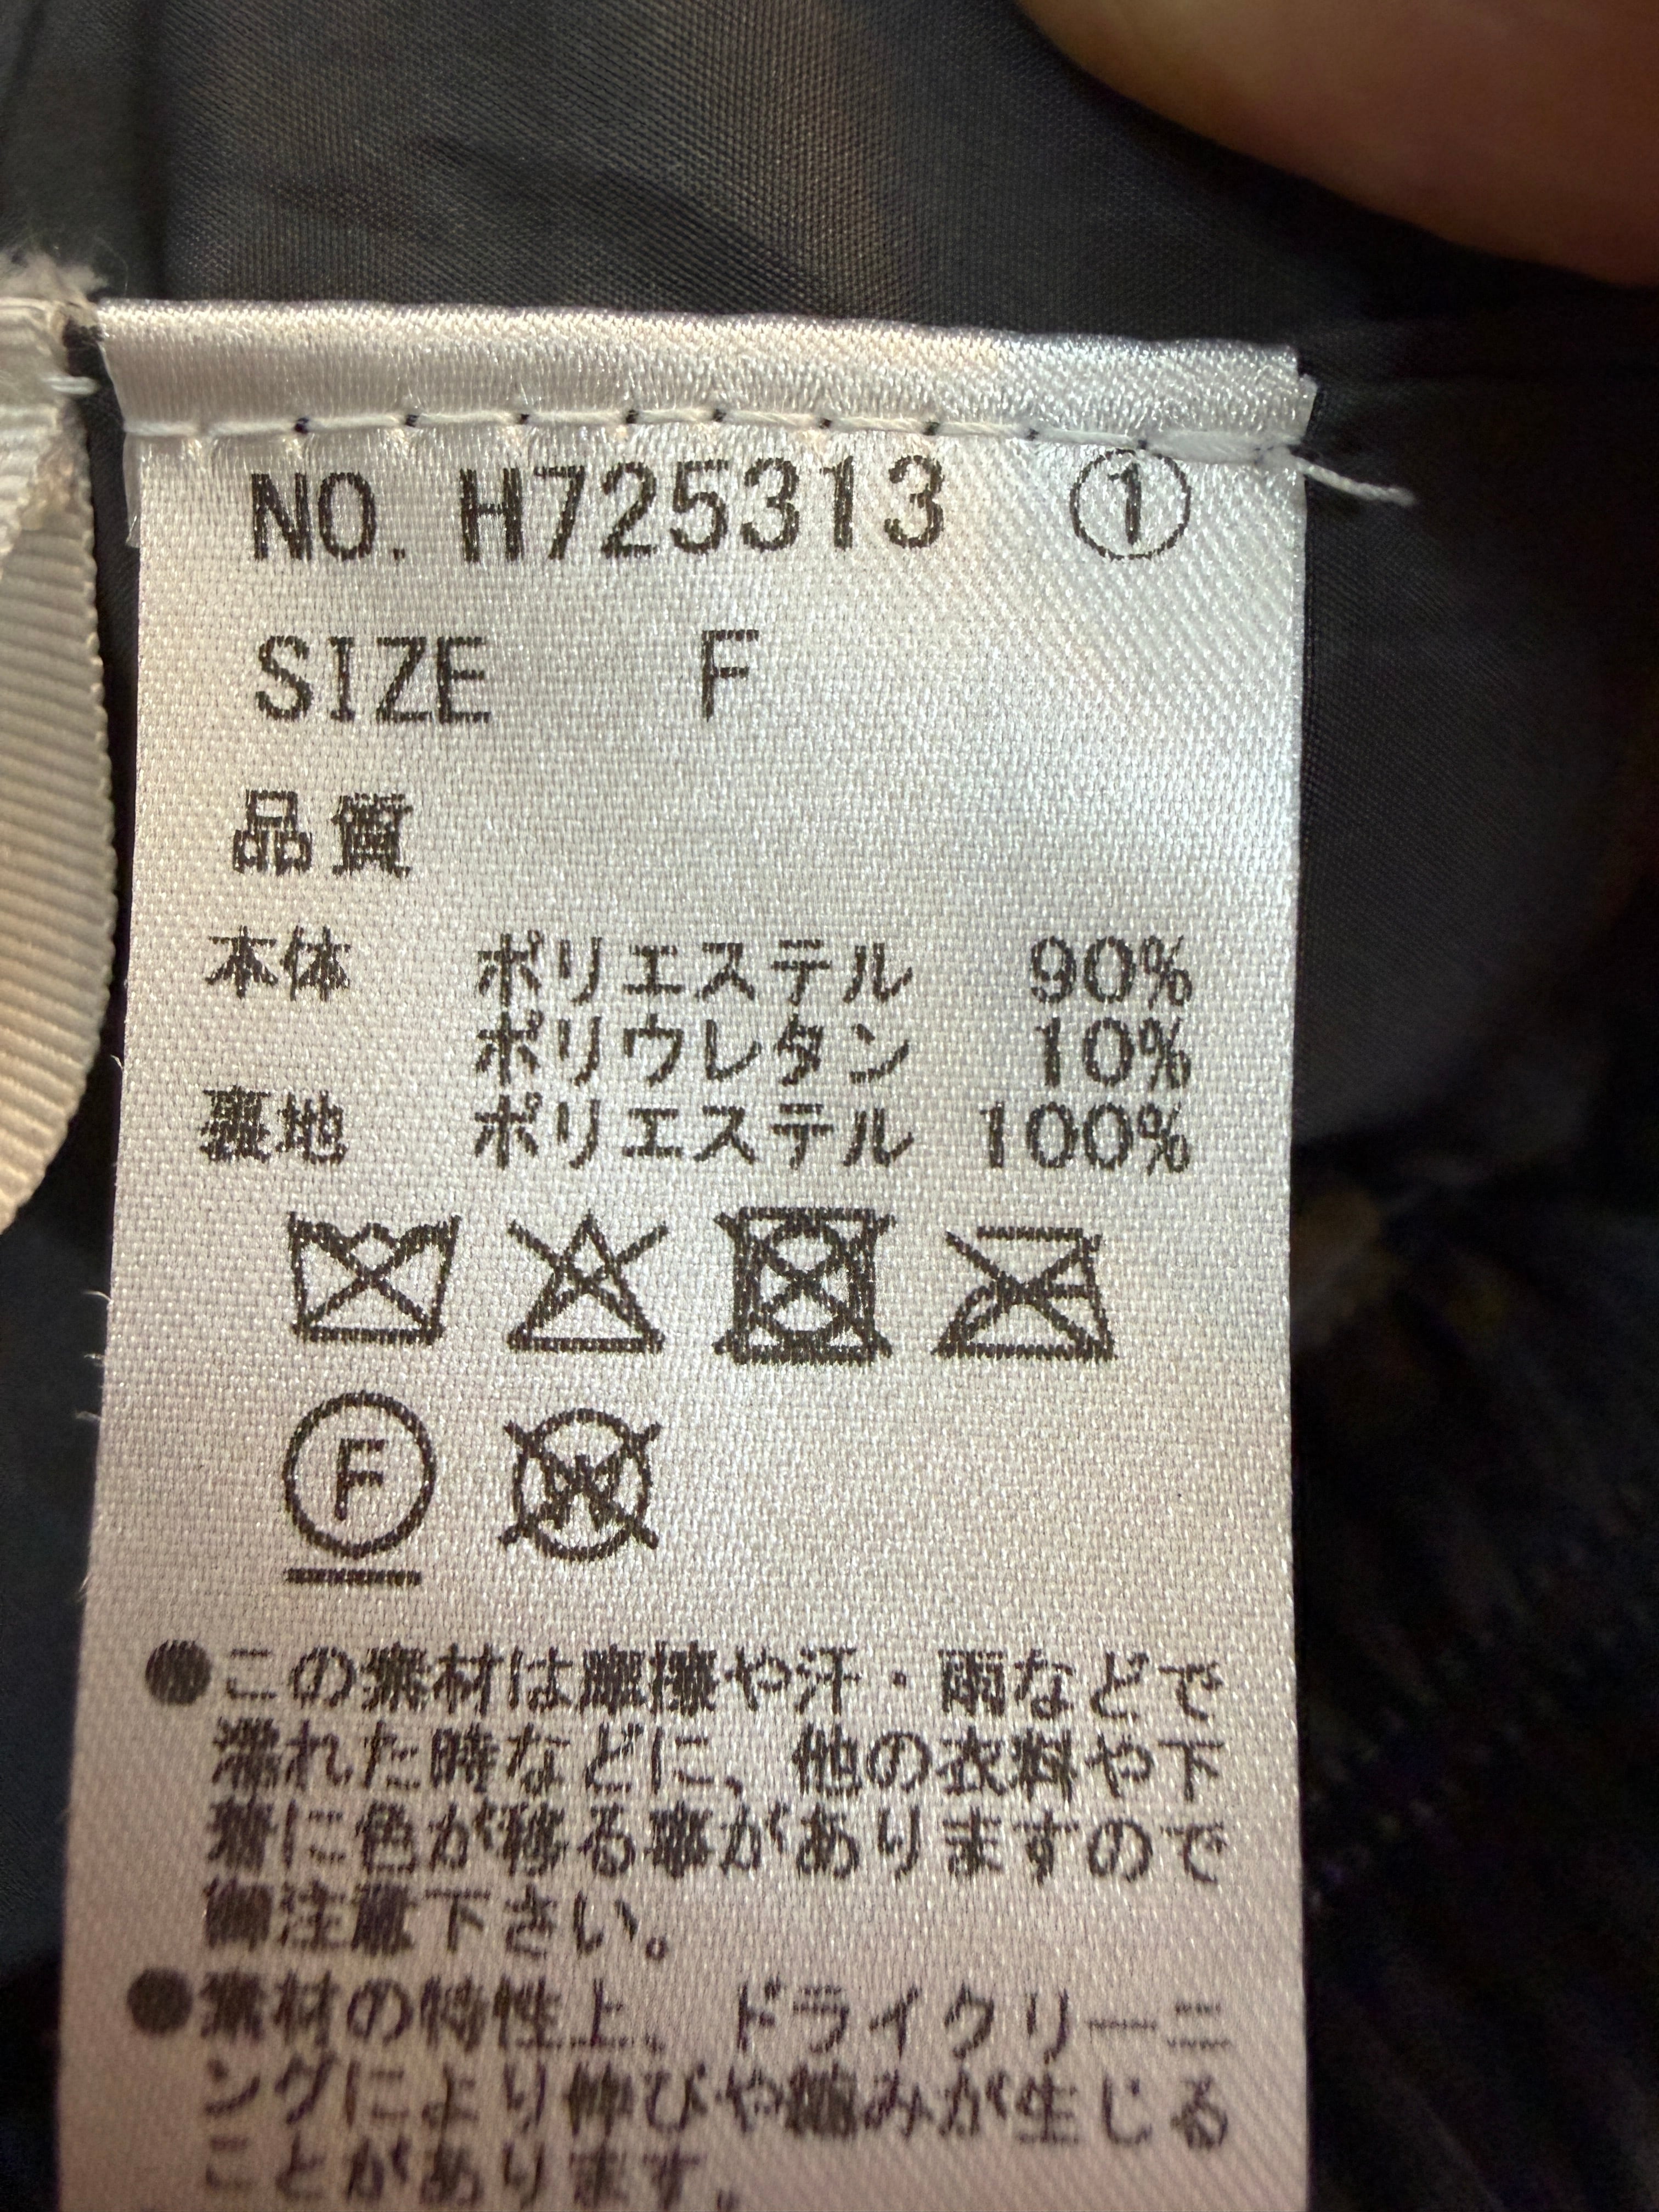 NO. H725313 ①
SIZE F
品質
本体 ポリエステル 90%
ポリウレタン 10%
裏地 ポリエステル 100%
F
W
●この素材は摩擦や汗・雨などで
濡れた時などに、他の衣料や下
着に色が移る事がありますので
御注意下さい。
●素材の特性上、ドライクリーニ
ングにより伸びや縮みが生じる
ことがあります。